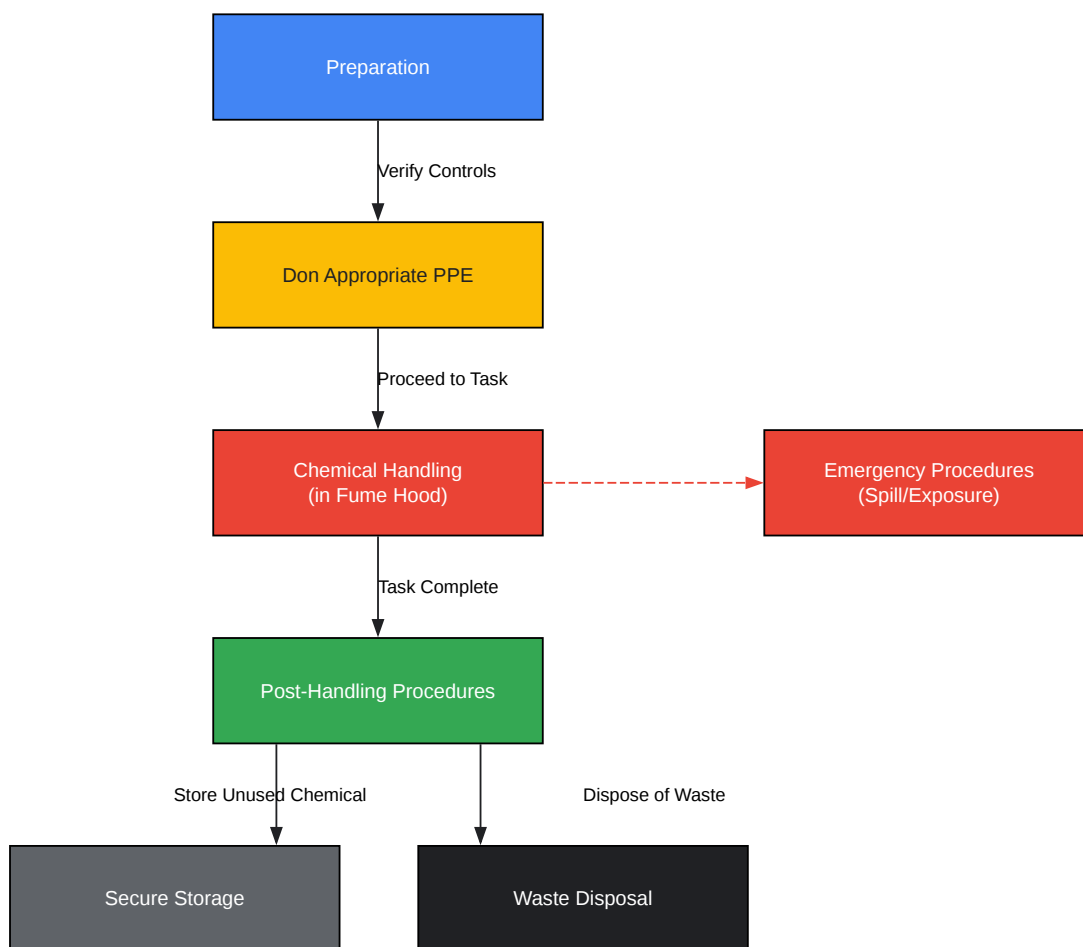 Preparation
Verify Controls
Don Appropriate PPE
Proceed to Task
Chemical Handling
(in Fume Hood)
Emergency Procedures
(Spill/Exposure)
Task Complete
Post-Handling Procedures
Store Unused Chemical
Dispose of Waste
Secure Storage
Waste Disposal